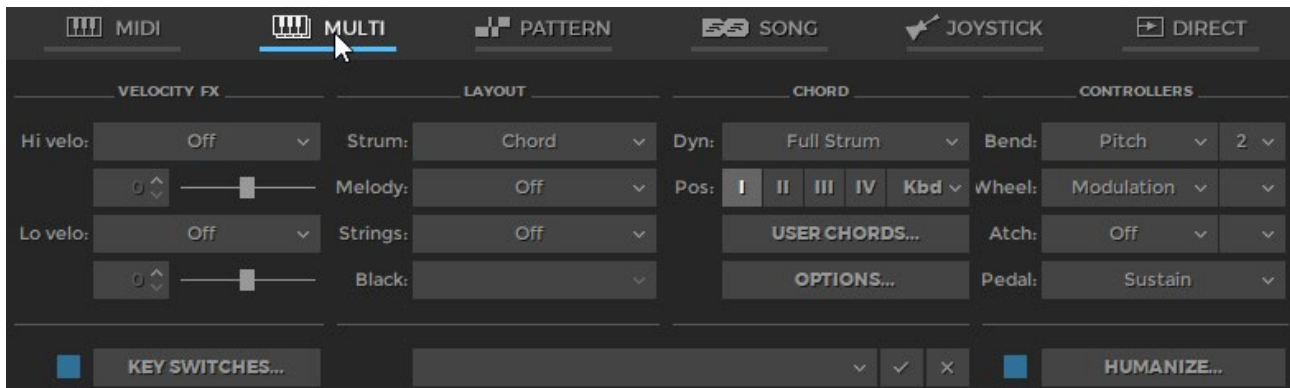 MIDI MULTI PATTERN SONG JOYSTICK DIRECT
VELOCITY FX LAYOUT CHORD CONTROLLERS
Hi velo: Off Strum: Chord Dyn: Full Strum Bend: Pitch 2
0 Melody: Off Pos: I II III IV Kbd Wheel: Modulation
Lo velo: Off Strings: Off USER CHORDS... Atch: Off
0 Black: OPTIONS... Pedal: Sustain
KEY SWITCHES... HUMANIZE...